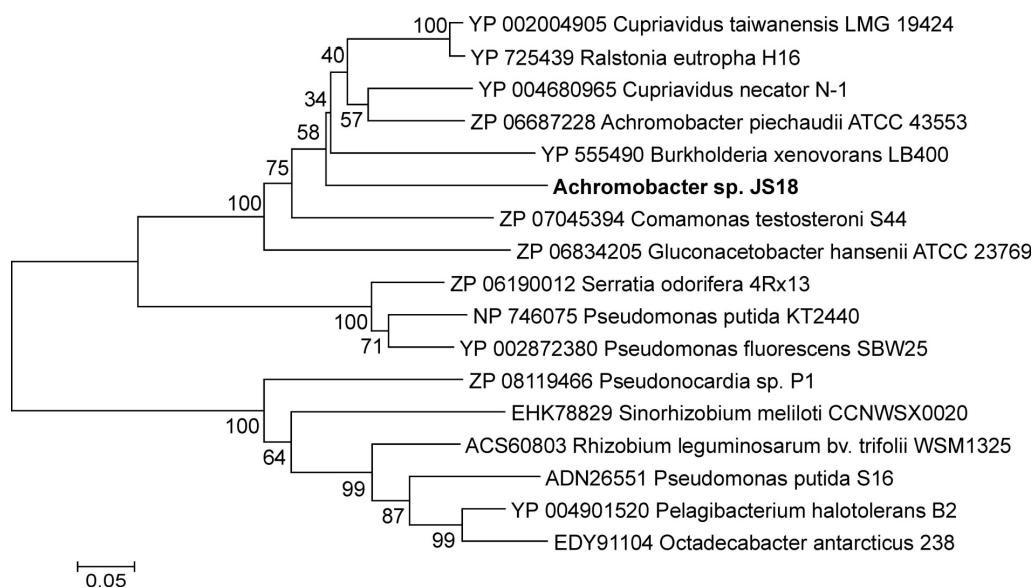 YP 002004905 Cupriavidus taiwanensis LMG 19424
100
YP 725439 Ralstonia eutropha H16
40
YP 004680965 Cupriavidus necator N-1
34
57
ZP 06687228 Achromobacter piechaudii ATCC 43553
58
YP 555490 Burkholderia xenovorans LB400
75
Achromobacter sp. JS18
100
ZP 07045394 Comamonas testosteroni S44
ZP 06834205 Gluconacetobacter hansenii ATCC 23769
ZP 06190012 Serratia odorifera 4Rx13
100
NP 746075 Pseudomonas putida KT2440
71
YP 002872380 Pseudomonas fluorescens SBW25
ZP 08119466 Pseudonocardia sp. P1
100
EHK78829 Sinorhizobium meliloti CCNWSX0020
64
ACS60803 Rhizobium leguminosarum bv. trifolii WSM1325
99
ADN26551 Pseudomonas putida S16
87
YP 004901520 Pelagibacterium halotolerans B2
99
EDY91104 Octadecabacter antarcticus 238
0.05